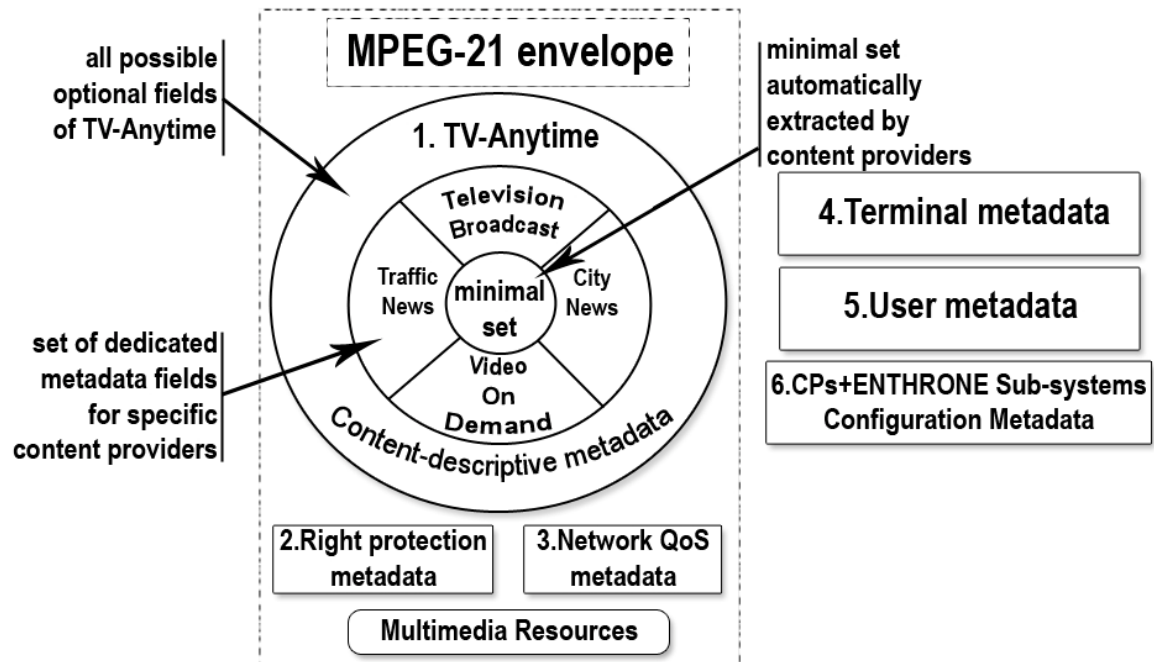 MPEG-21 envelope
all possible
optional fields
of TV-Anytime
minimal set
automatically
extracted by
content providers
1. TV-Anytime
Television
Broadcast
Traffic
News
minimal
set
City
News
Video
On
Demand
Content-descriptive metadata
set of dedicated
metadata fields
for specific
content providers
4.Terminal metadata
5.User metadata
6.CPs+ENTHRONE Sub-systems
Configuration Metadata
2.Right protection
metadata
3.Network QoS
metadata
Multimedia Resources